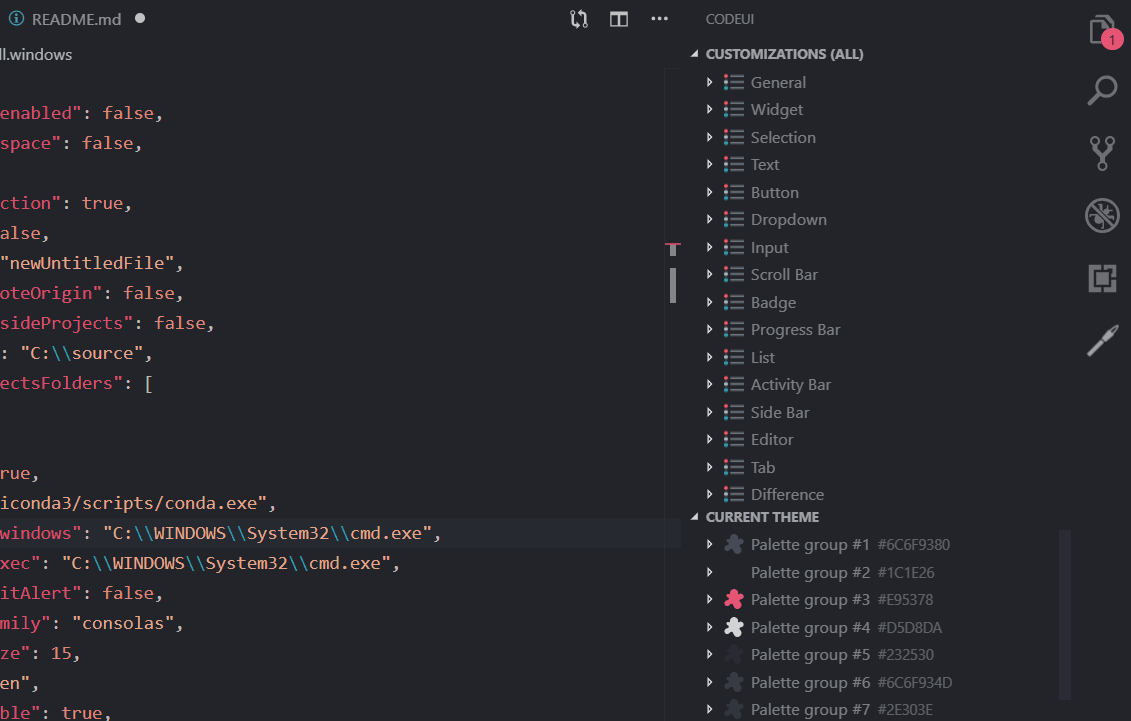 README.md
ll.windows
enabled": false,
space": false,
ction": true,
alse,
"newUntitledFile",
oteOrigin": false,
sideProjects": false,
: "C:\\source",
ectsFolders": [
rue,
iconda3/scripts/conda.exe",
windows": "C:\\WINDOWS\\System32\\cmd.exe",
xec": "C:\\WINDOWS\\System32\\cmd.exe",
itAlert": false,
mily": "consolas",
ze": 15,
en",
ble": true,
CODEUI
CUSTOMIZATIONS (ALL)
General
Widget
Selection
Text
Button
Dropdown
Input
Scroll Bar
Badge
Progress Bar
List
Activity Bar
Side Bar
Editor
Tab
Difference
CURRENT THEME
Palette group #1 #6C6F9380
Palette group #2 #1C1E26
Palette group #3 #E95378
Palette group #4 #D5D8DA
Palette group #5 #232530
Palette group #6 #6C6F934D
Palette group #7 #2E303E
1